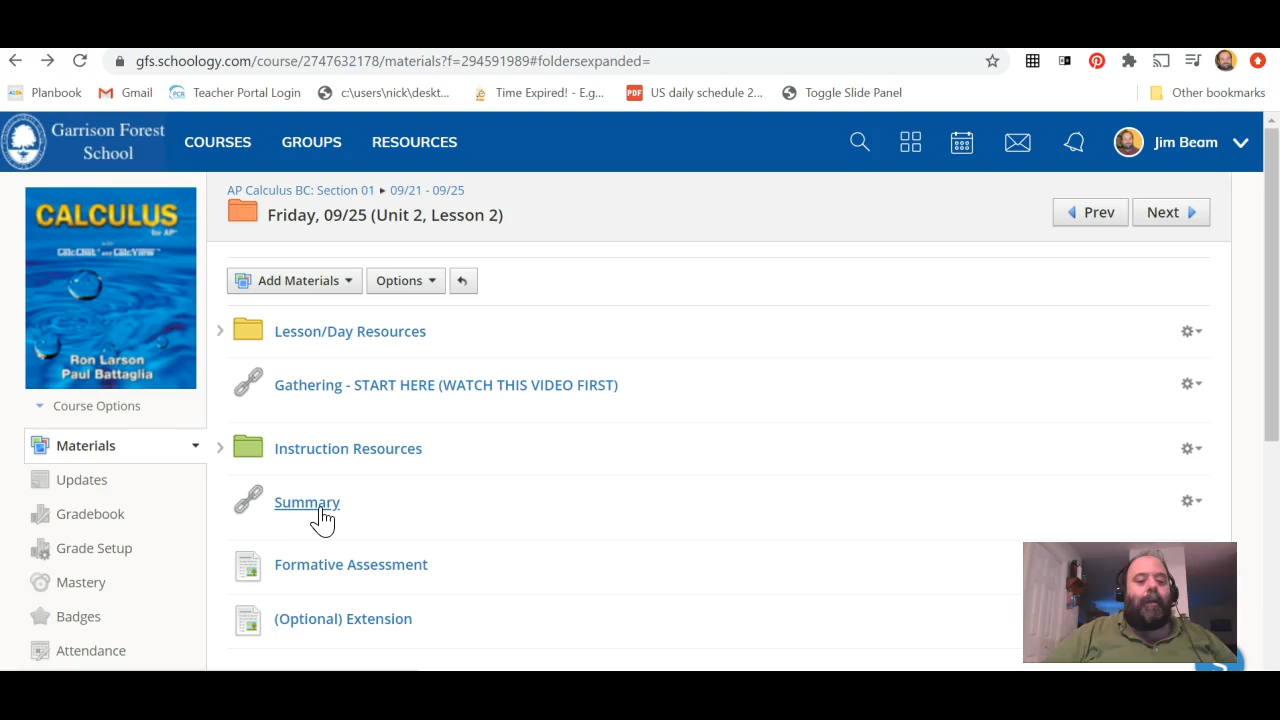 gfs.schoology.com/course/2747632178/materials?f=294591989#foldersexpanded=
Planbook
Gmail
Teacher Portal Login
c:\users\nick\deskt...
Time Expired! - E.g...
PDF
US daily schedule 2...
Toggle Slide Panel
Other bookmarks
Garrison Forest
School
COURSES
GROUPS
RESOURCES
Jim Beam
CALCULUS
for AP
Ron Larson
Paul Battaglia
AP Calculus BC: Section 01
09/21 - 09/25
Friday, 09/25 (Unit 2, Lesson 2)
Prev
Next
Add Materials
Options
Lesson/Day Resources
Gathering - START HERE (WATCH THIS VIDEO FIRST)
Instruction Resources
Summary
Formative Assessment
(Optional) Extension
Course Options
Materials
Updates
Gradebook
Grade Setup
Mastery
Badges
Attendance